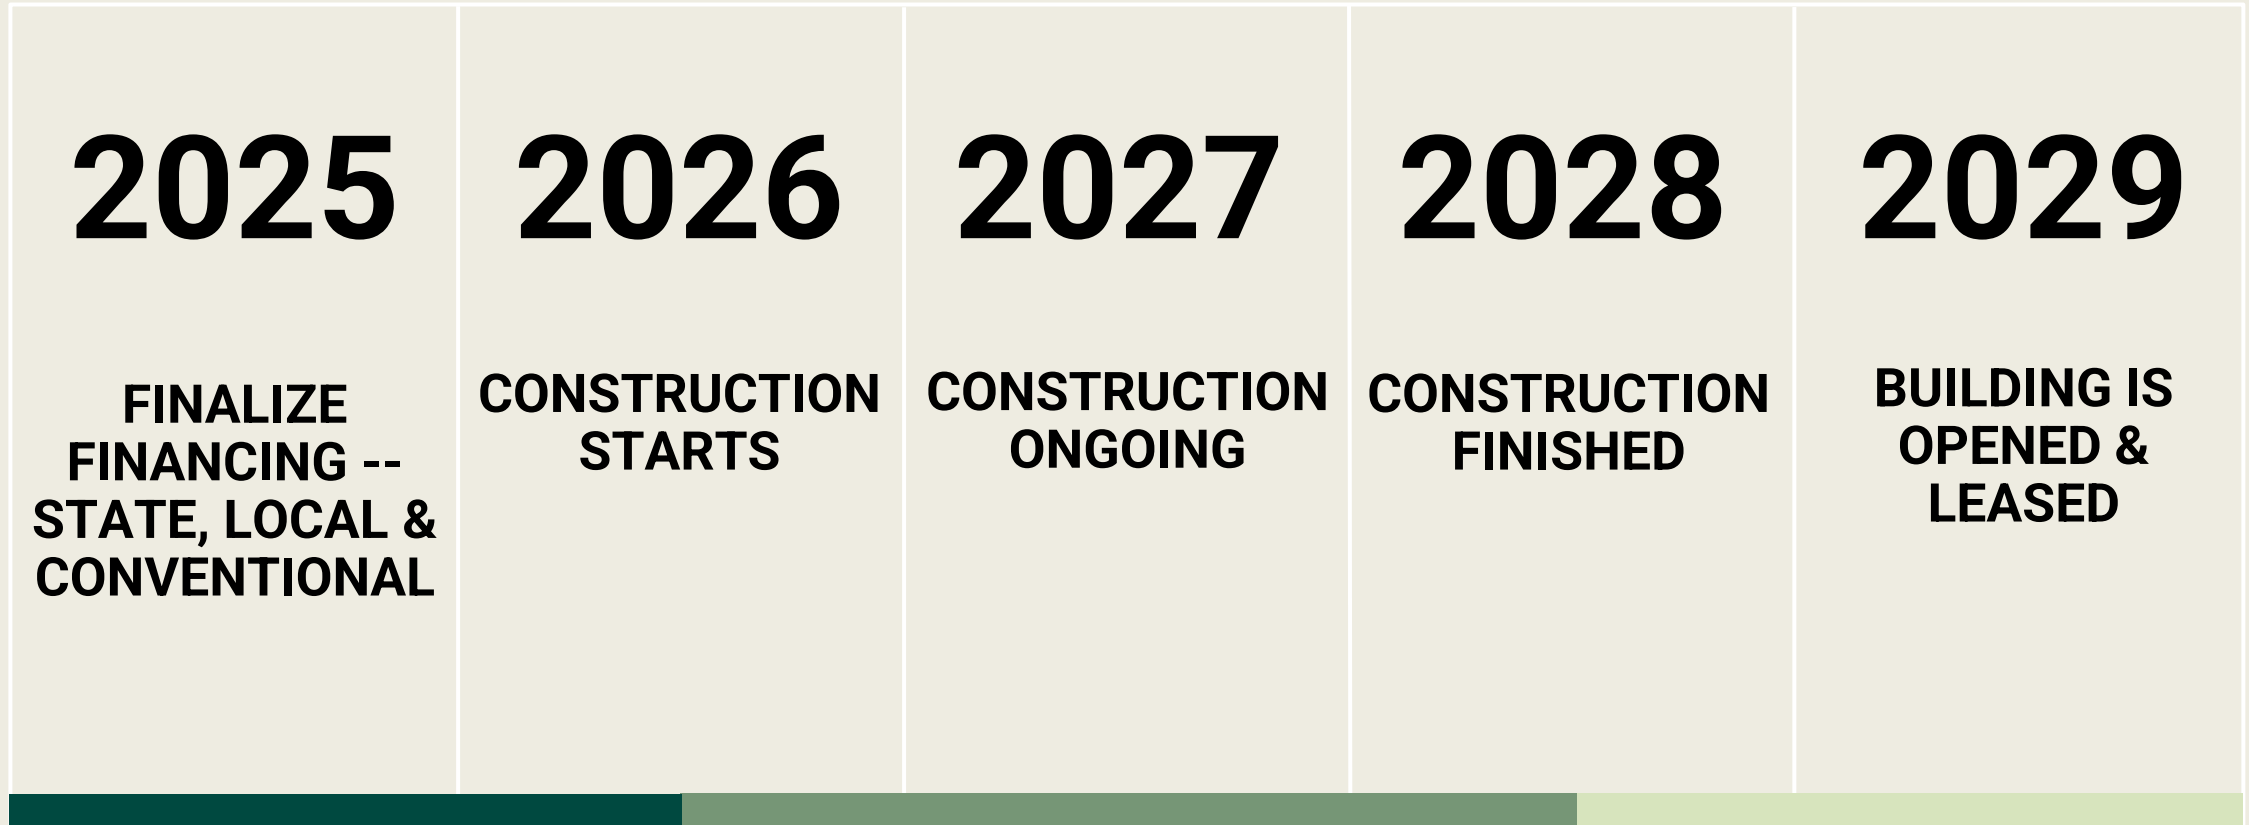 2025
FINALIZE
FINANCING --
STATE, LOCAL &
CONVENTIONAL
2026
CONSTRUCTION
STARTS
2027
CONSTRUCTION
ONGOING
2028
CONSTRUCTION
FINISHED
2029
BUILDING IS
OPENED &
LEASED